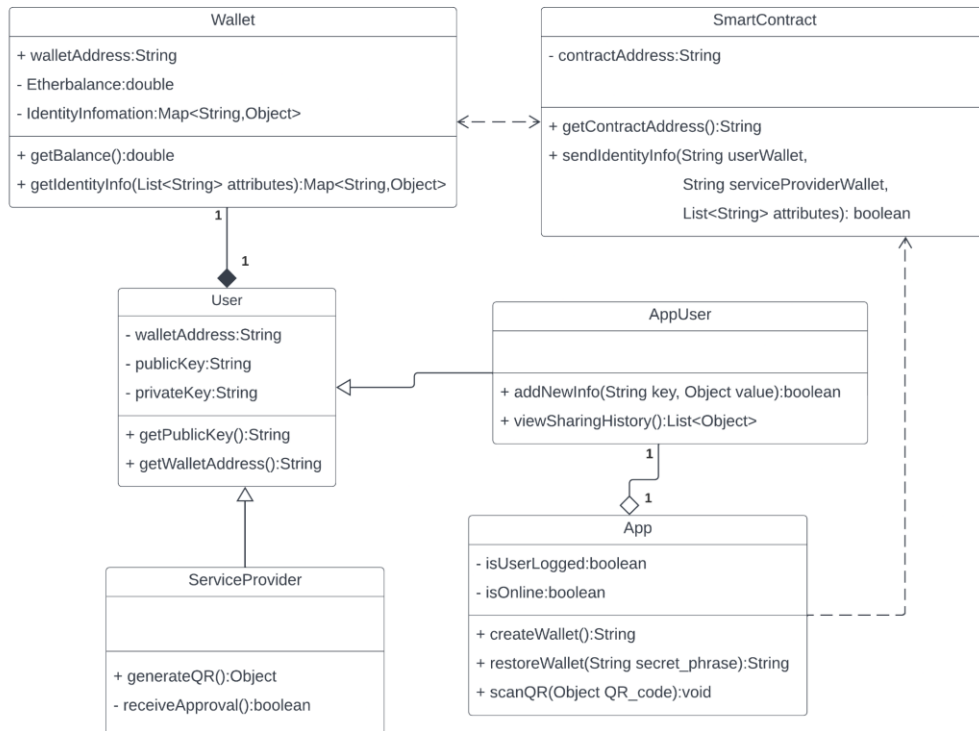 Wallet
+ walletAddress:String
- Etherbalance:double
- IdentityInfomation:Map<String,Object>
+ getBalance():double
+ getIdentityInfo(List<String> attributes):Map<String,Object>
SmartContract
- contractAddress:String
+ getContractAddress():String
+ sendIdentityInfo(String userWallet,
String serviceProviderWallet,
List<String> attributes): boolean
1
1
User
- walletAddress:String
- publicKey:String
- privateKey:String
+ getPublicKey():String
+ getWalletAddress():String
AppUser
+ addNewInfo(String key, Object value):boolean
+ viewSharingHistory():List<Object>
1
1
App
- isUserLogged:boolean
- isOnline:boolean
+ createWallet():String
+ restoreWallet(String secret_phrase):String
+ scanQR(Object QR_code):void
ServiceProvider
+ generateQR():Object
- receiveApproval():boolean